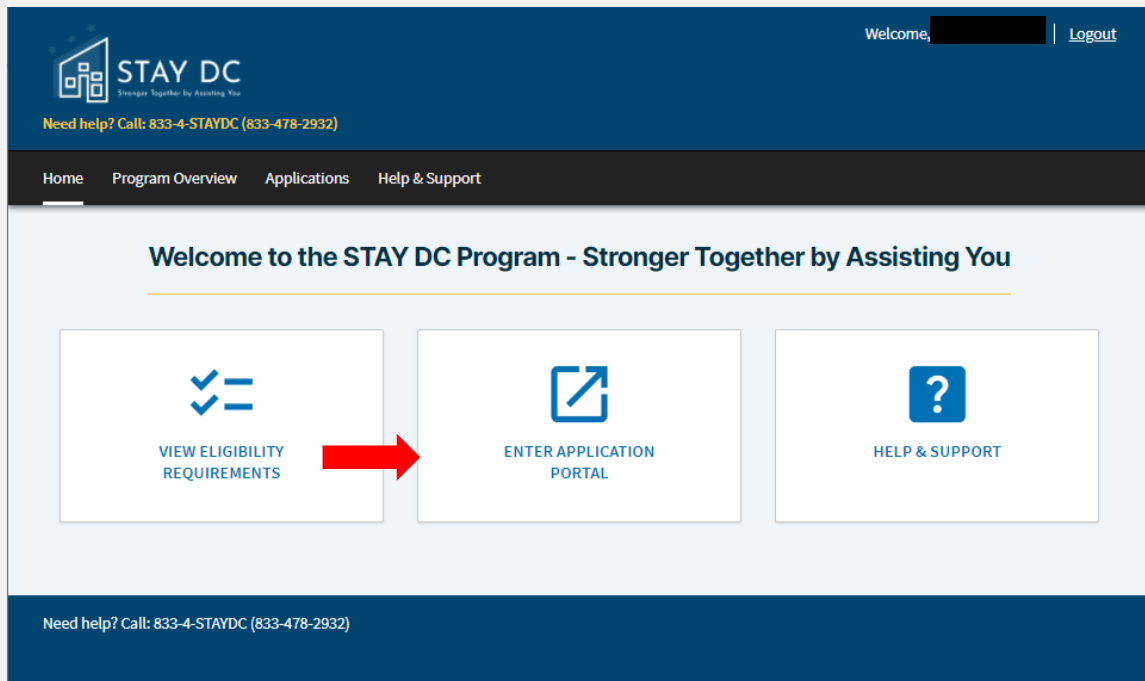 Welcome,
Logout
STAY DC
Stronger Together by Assisting You
Need help? Call: 833-4-STAYDC (833-478-2932)
Home Program Overview Applications Help & Support
Welcome to the STAY DC Program - Stronger Together by Assisting You
VIEW ELIGIBILITY
REQUIREMENTS
ENTER APPLICATION
PORTAL
?
HELP & SUPPORT
Need help? Call: 833-4-STAYDC (833-478-2932)